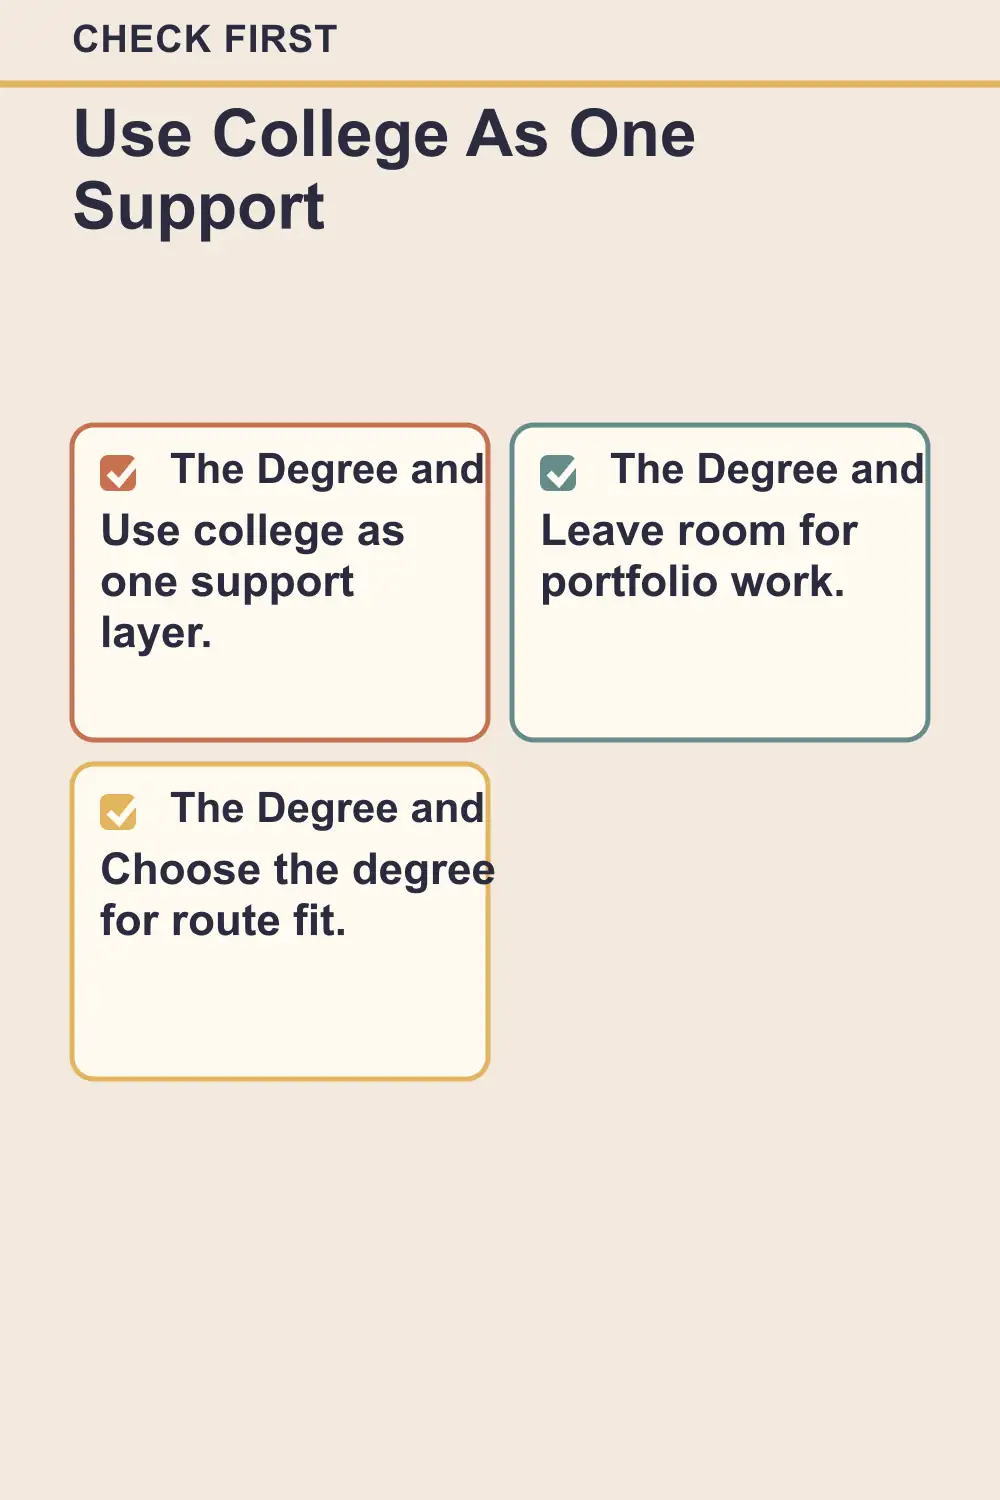 CHECK FIRST
Use College As One
Support
The Degree and
Use college as
one support
layer.
The Degree and
Leave room for
portfolio work.
The Degree and
Choose the degree
for route fit.